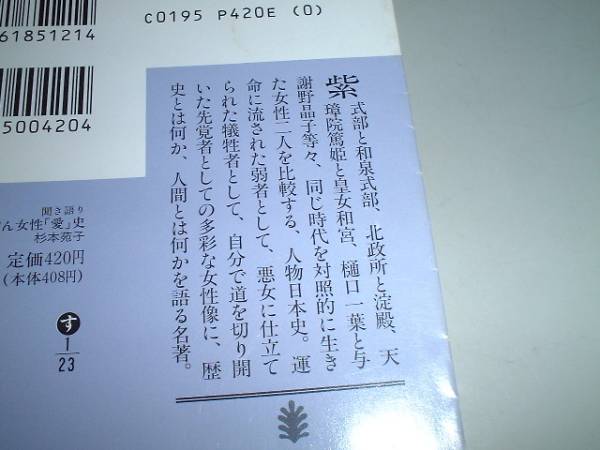 61851214
C0195 P420E (0)
5004204
紫式部と和泉式部、北政所と淀殿、天
璋院篤姫と皇女和宮、樋口一葉と与
謝野晶子等々、同じ時代を対照的に生き
た女性二人を比較する、人物日本史。運
命に流された弱者として、悪女に仕立て
られた犠牲者として、自分で道を切り開
いた先覚者としての多彩な女性像に、歴
史とは何か、人間とは何かを語る名著。
聞き語り
ん女性「愛」史
杉本苑子
定価420円
(本体408円)
す
1
23